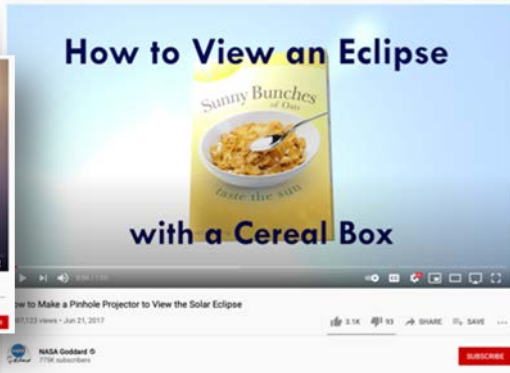 How to View an Eclipse
Sunny Bunches
of Oats
taste the sun
with a Cereal Box
to Make a Pinhole Projector to View the Solar Eclipse
views • Jun 21, 2017
3.1K
93
SHARE
SAVE
NASA Goddard
subscribers
SUBSCRIBE